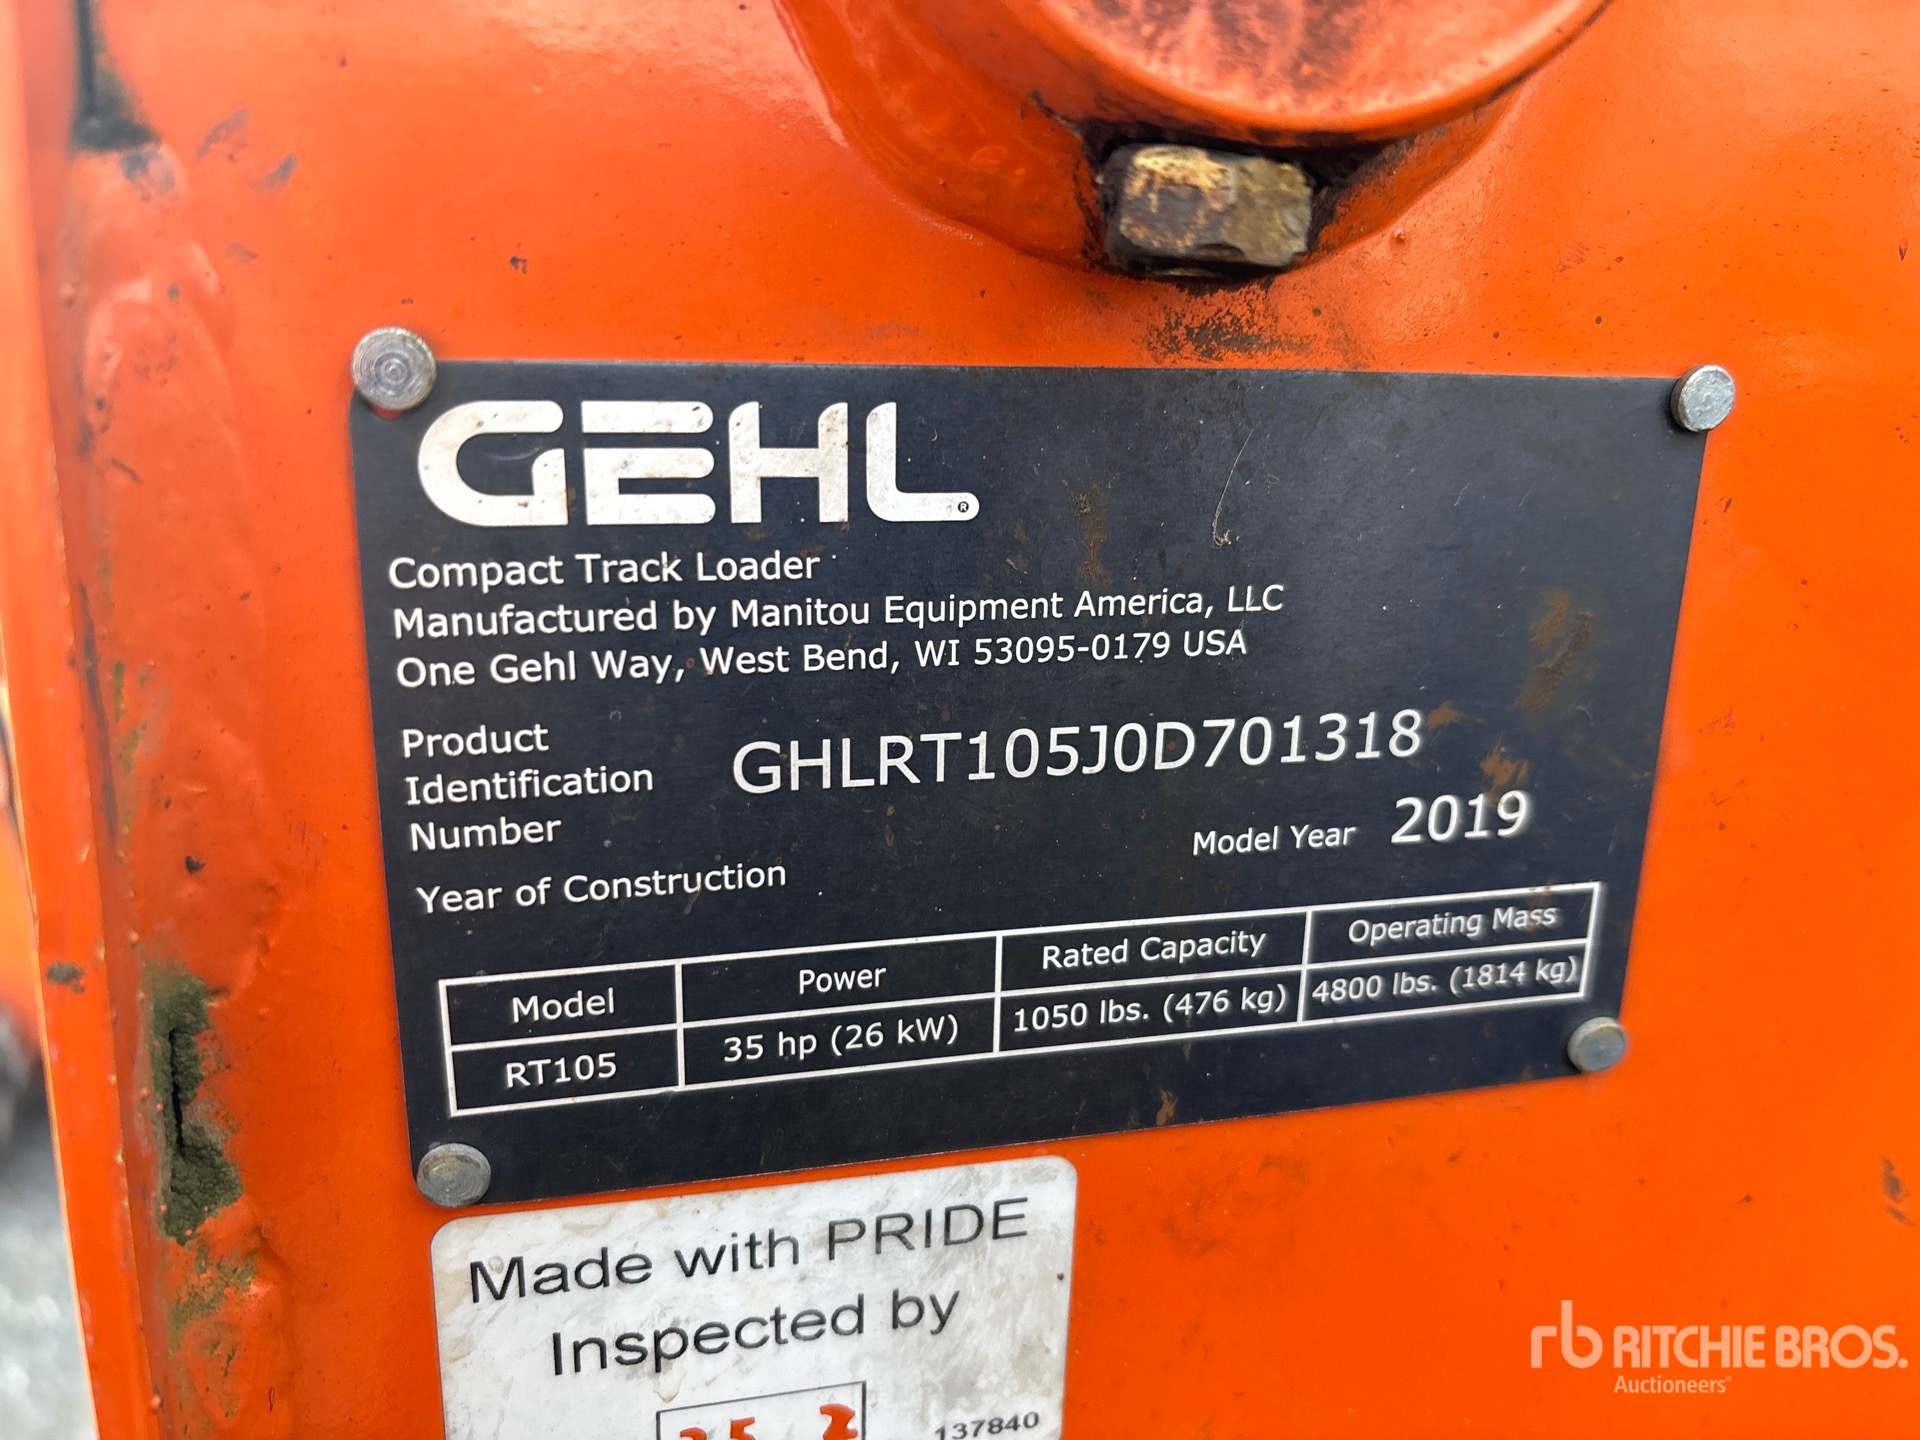 GEHL®
Compact Track Loader
Manufactured by Manitou Equipment America, LLC
One Gehl Way, West Bend, WI 53095-0179 USA
Product
Identification
Number
GHLRT105J0D701318
Model Year 2019
Year of Construction
Model Power Rated Capacity Operating Mass
RT105 35 hp (26 kW) 1050 lbs. (476 kg) 4800 lbs. (1814 kg)
Made with PRIDE
Inspected by
137840
rb RITCHIE BROS.
Auctioneers®